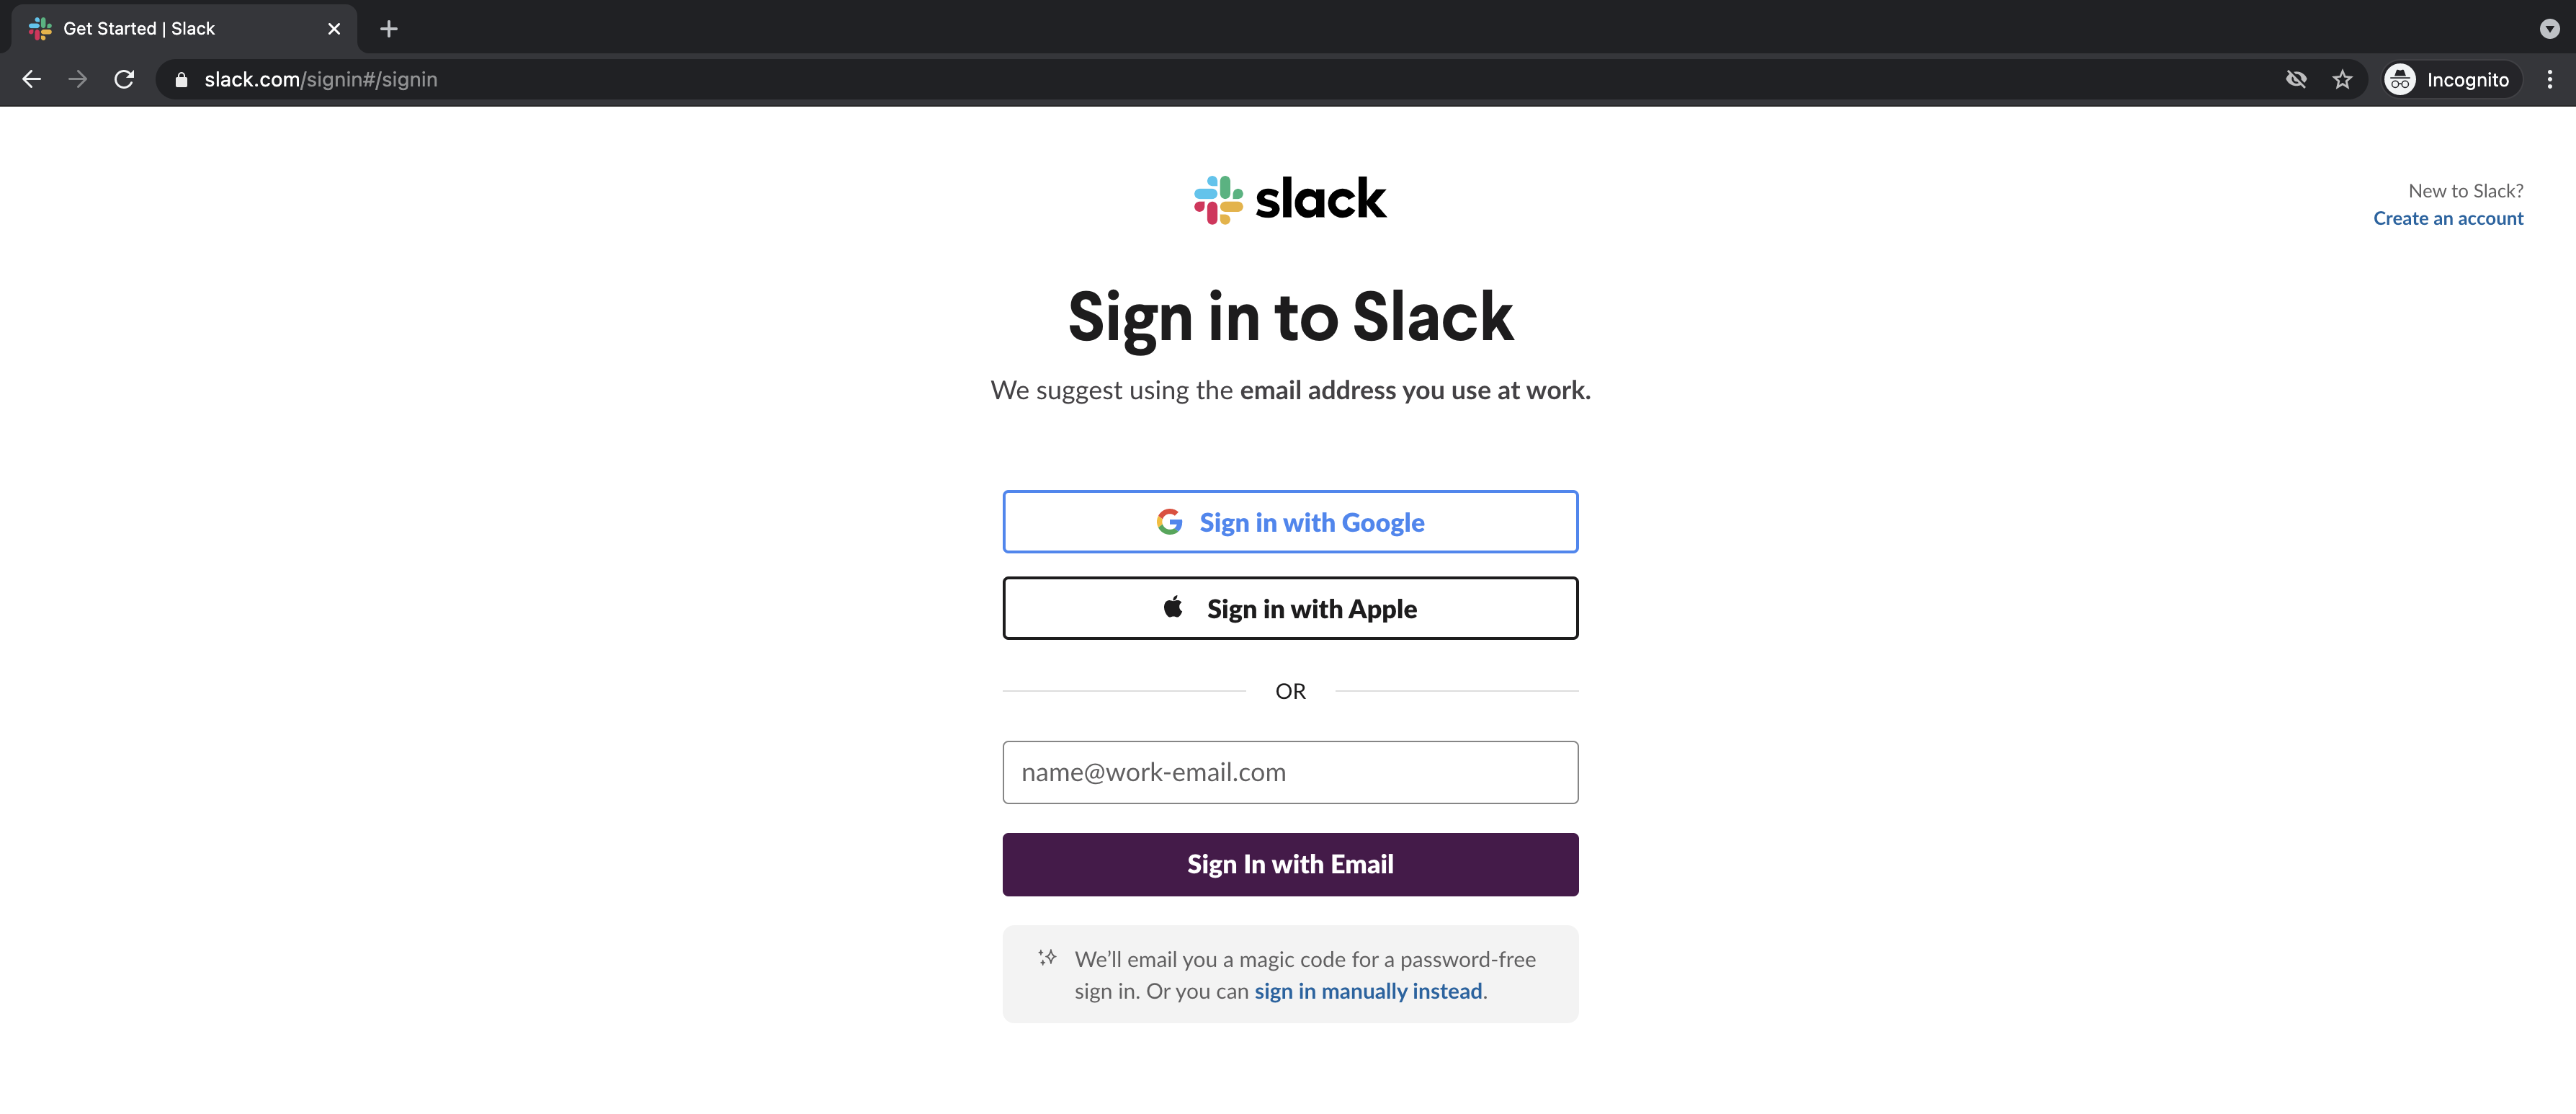 Get Started | Slack
slack.com/signin#/signin
Incognito
slack
New to Slack?
Create an account
Sign in to Slack
We suggest using the email address you use at work.
Sign in with Google
Sign in with Apple
OR
name@work-email.com
Sign In with Email
We’ll email you a magic code for a password-free
sign in. Or you can sign in manually instead.